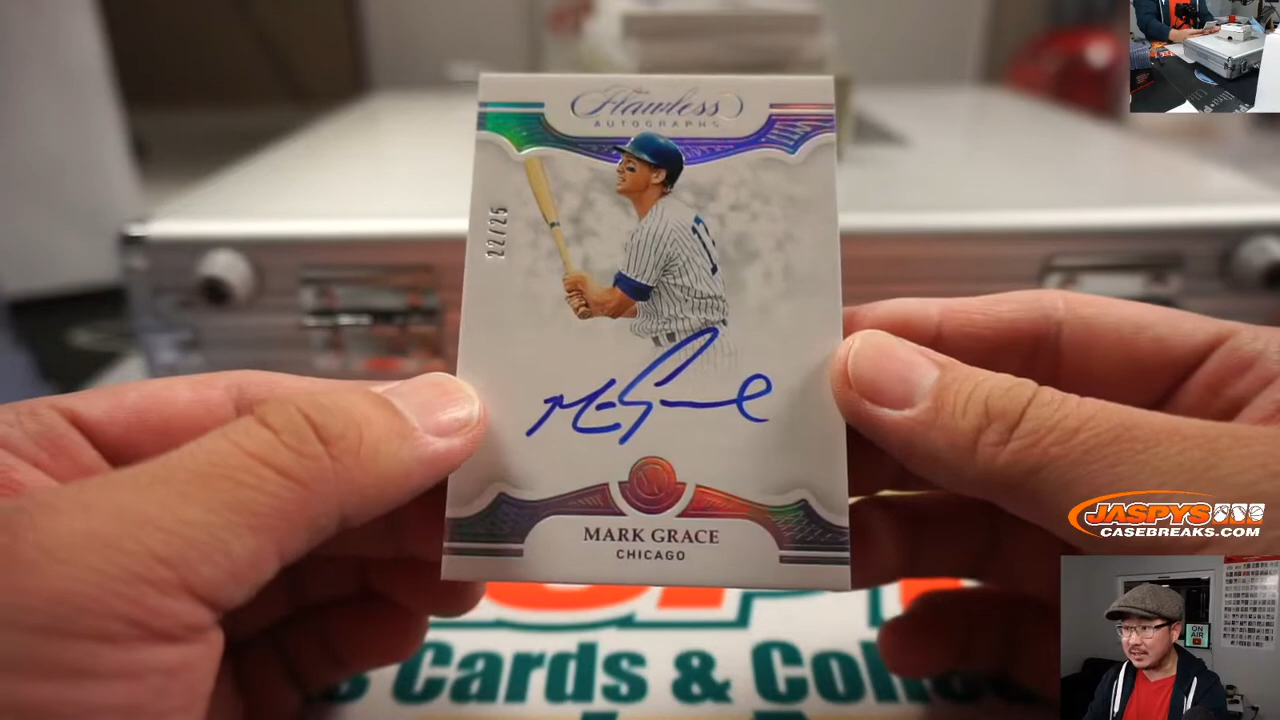 Flawless
AUTOGRAPHS
22/25
MARK GRACE
CHICAGO
JASPYS
CASEBREAKS.COM
ON
AIR
Cards & Coll